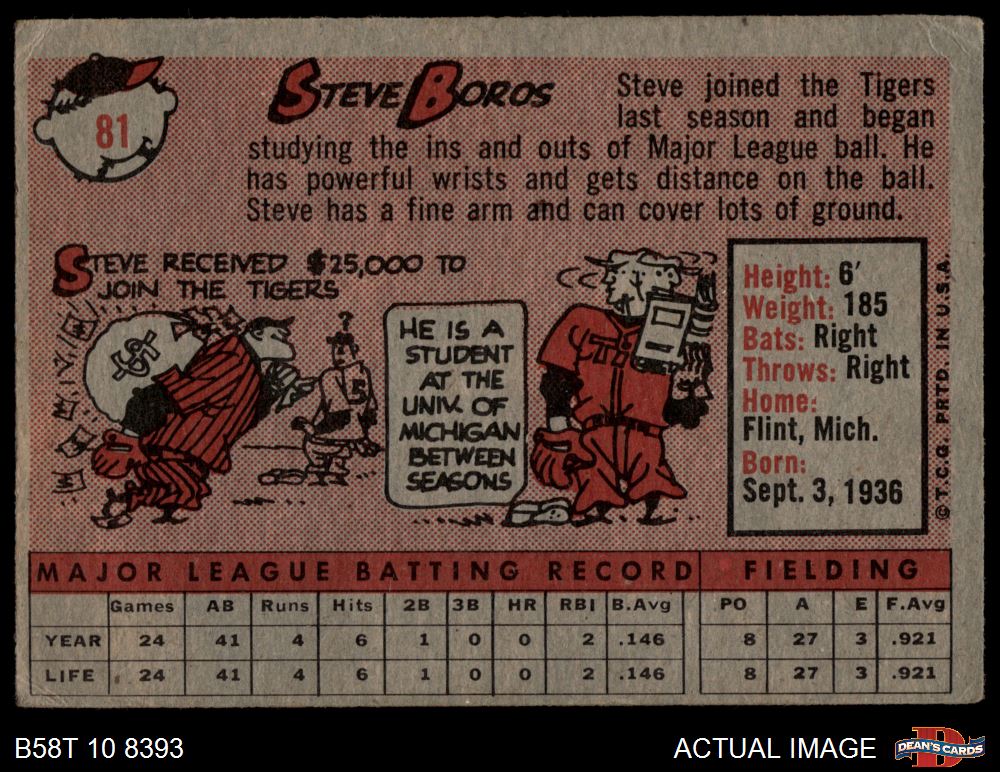 81
STEVE BOROS
Steve joined the Tigers
last season and began
studying the ins and outs of Major League ball. He
has powerful wrists and gets distance on the ball.
Steve has a fine arm and can cover lots of ground.
STEVE RECEIVED $25,000 TO
JOIN THE TIGERS
$
?
HE IS A
STUDENT
AT THE
UNIV. OF
MICHIGAN
BETWEEN
SEASONS
Height: 6'
Weight: 185
Bats: Right
Throws: Right
Home:
Flint, Mich.
Born:
Sept. 3, 1936
© T.C.G. PRTD. IN U.S.A.
MAJOR LEAGUE BATTING RECORD FIELDING
Games AB Runs Hits 2B 3B HR RBI B.Avg PO A E F.Avg
YEAR 24 41 4 6 1 0 0 2 .146 8 27 3 .921
LIFE 24 41 4 6 1 0 0 2 .146 8 27 3 .921
B58T 10 8393
ACTUAL IMAGE
DEAN'S CARDS